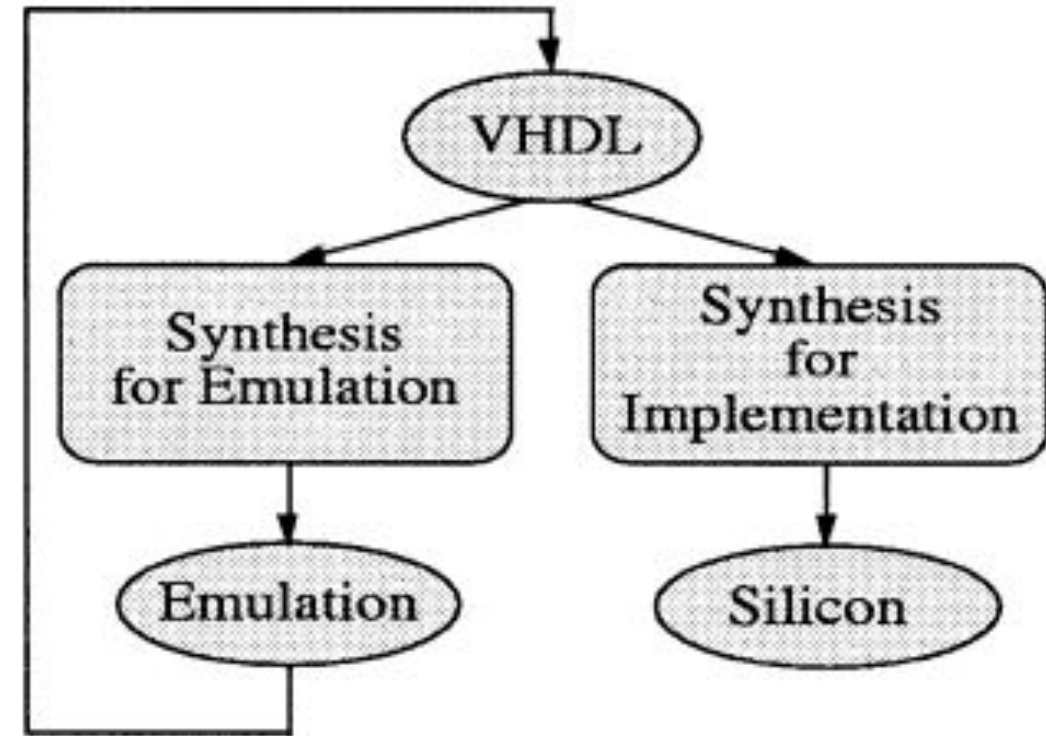 VHDL
Synthesis
for Emulation
Synthesis
for
Implementation
Emulation
Silicon